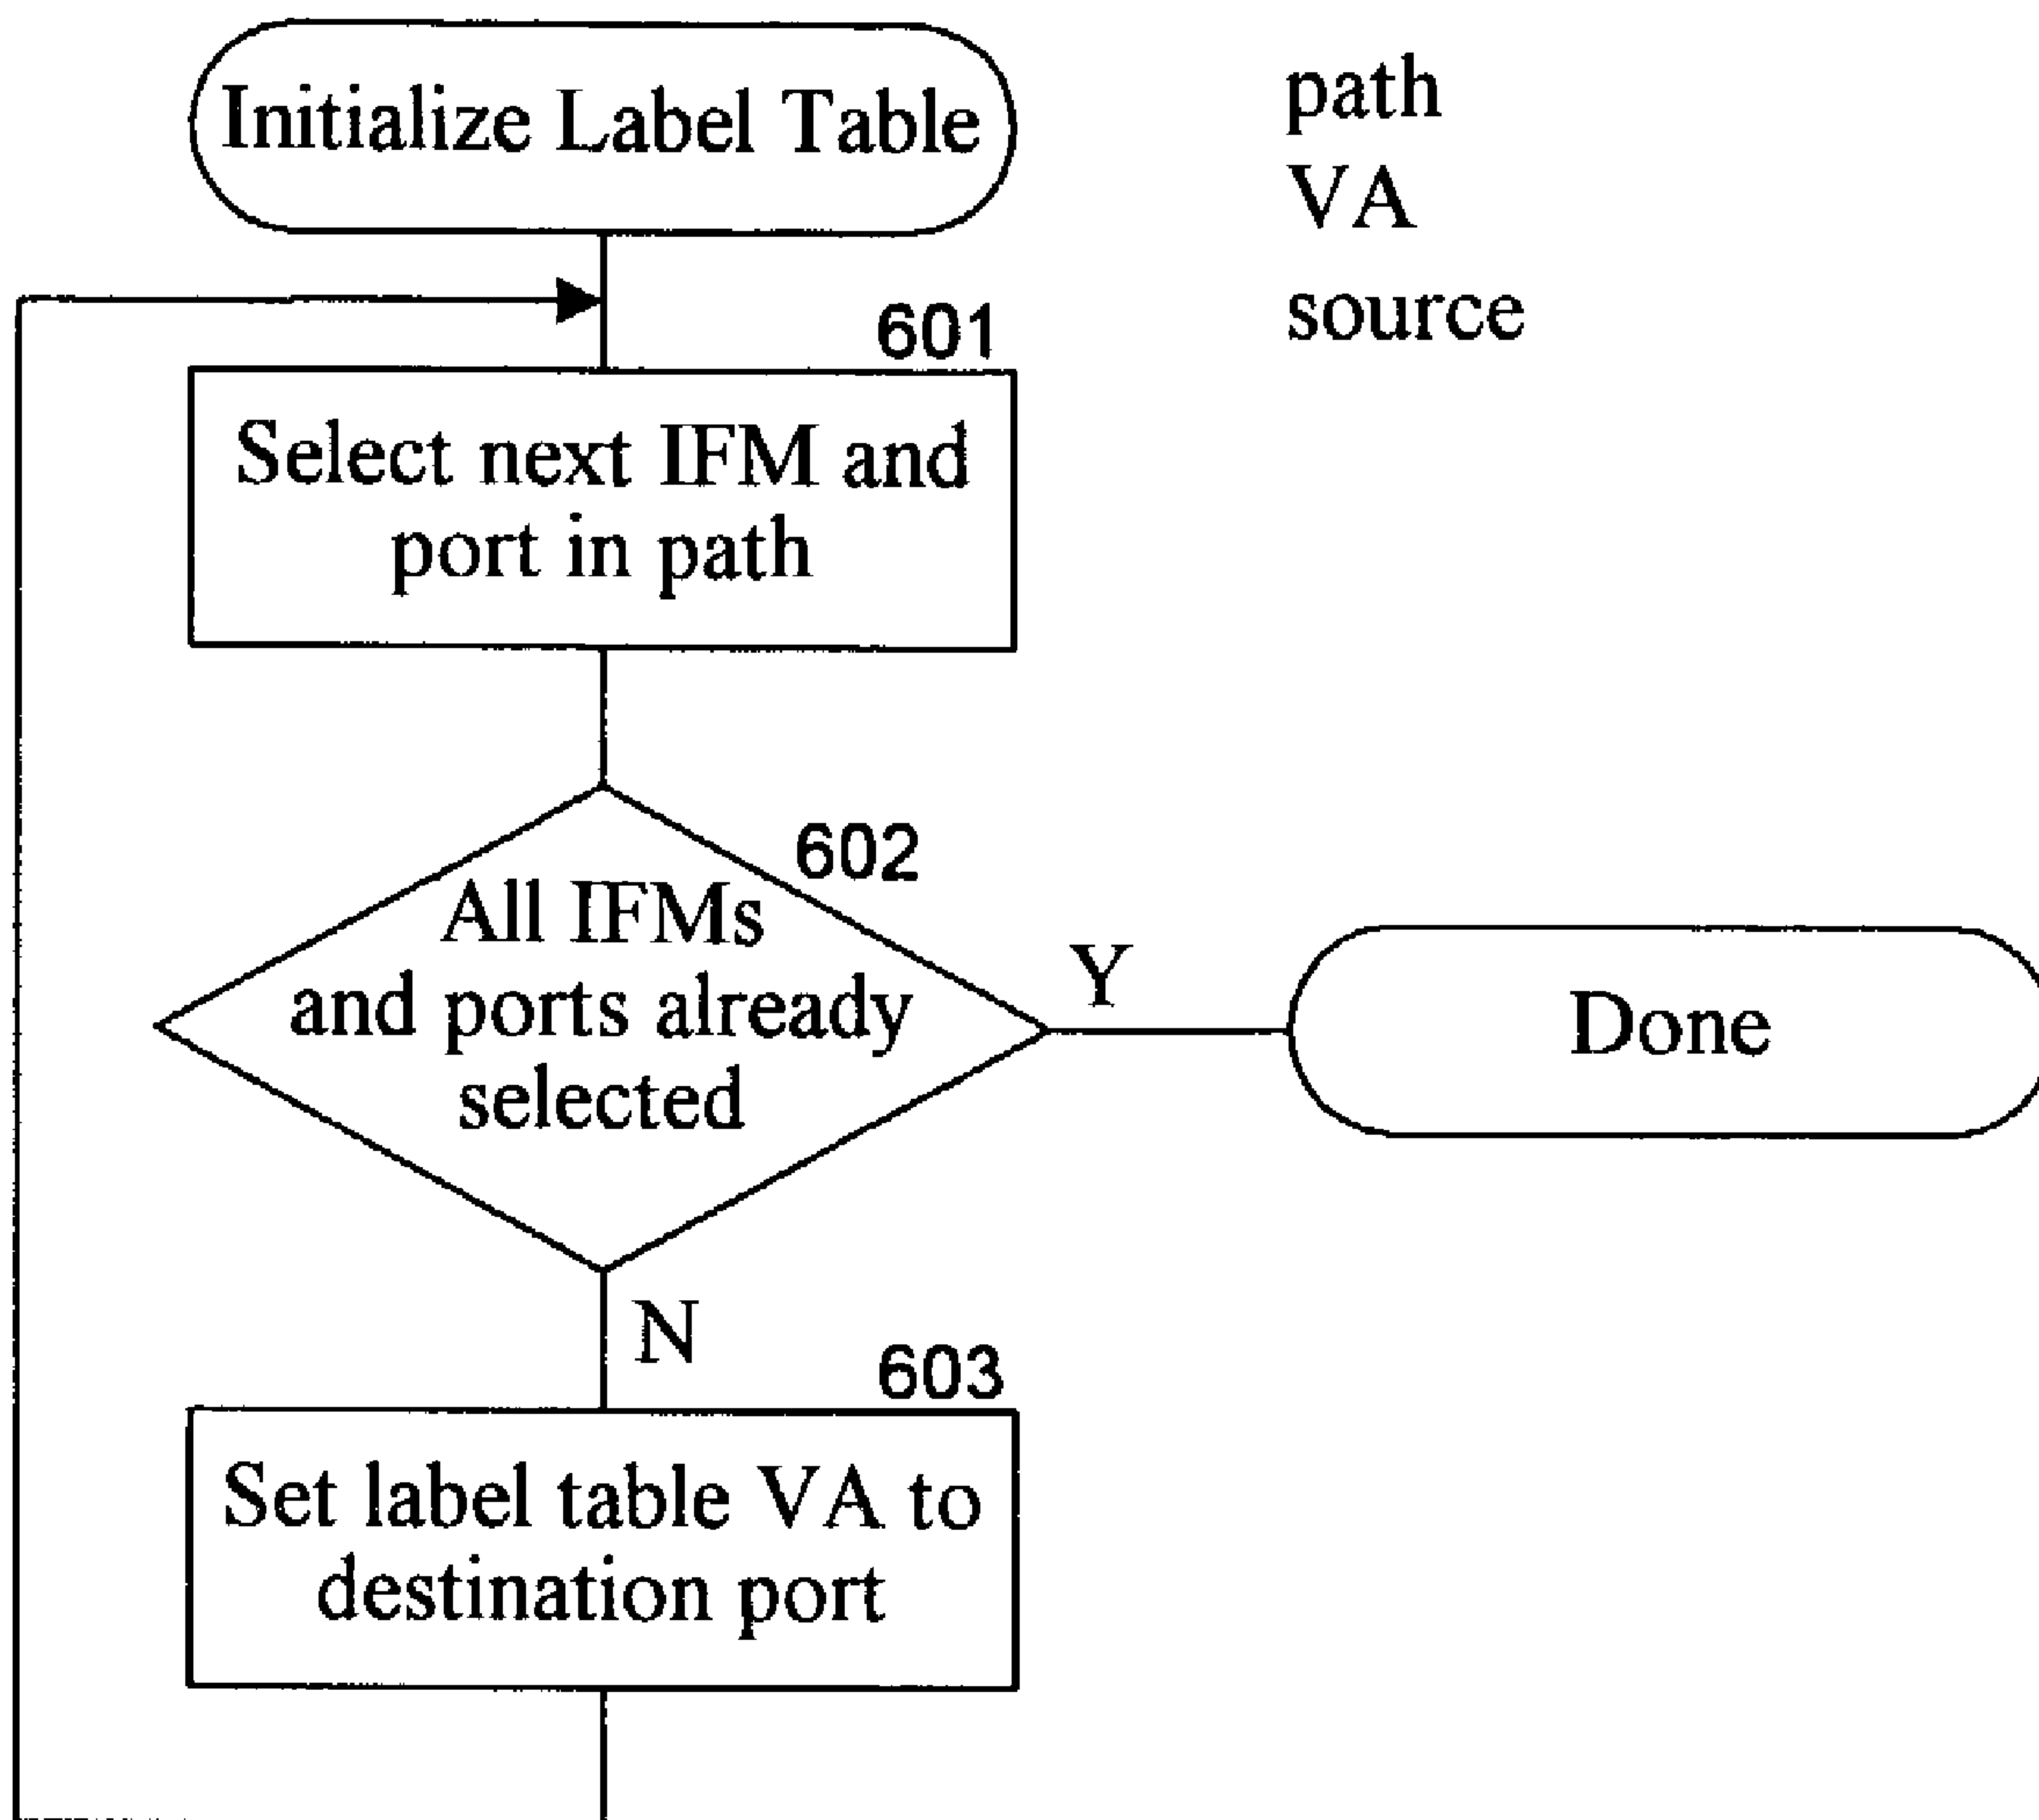 Initialize Label Table
path
VA
source
601
Select next IFM and
port in path
602
All IFMs
and ports already
selected
Y
Done
N
603
Set label table VA to
destination port